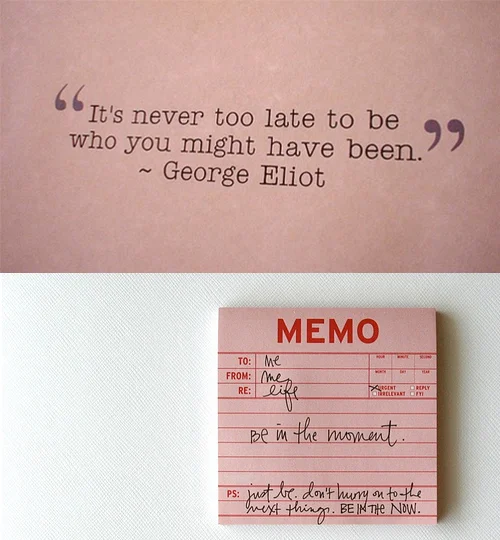 “It's never too late to be
who you might have been.”
~ George Eliot
MEMO
TO: me
HOUR MINUTE SECOND
FROM: me
MONTH DAY YEAR
RE: life
URGENT REPLY
IRRELEVANT FYI
Be in the moment.
PS: just be. don't hurry on to the
next thing. BE IN THE NOW.